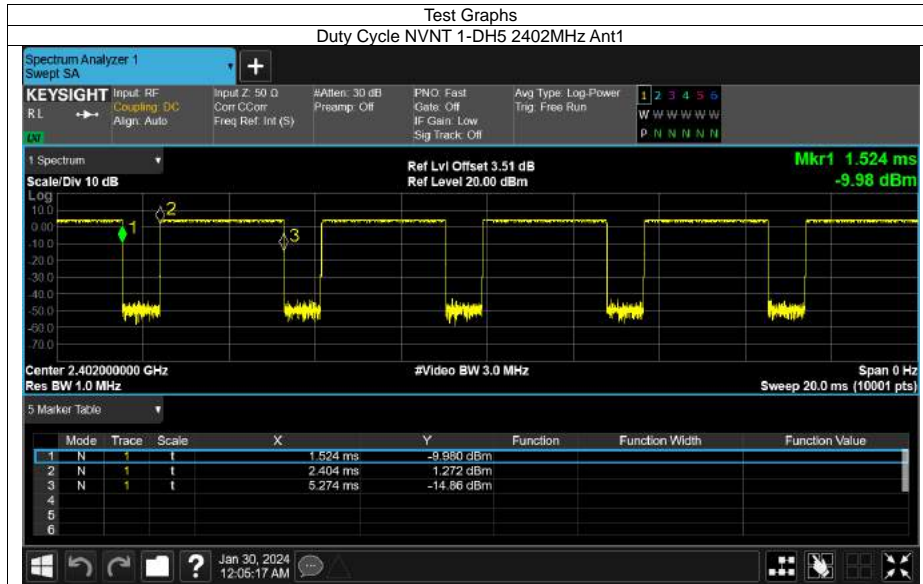 Test Graphs
Duty Cycle NVNT 1-DH5 2402MHz Ant1
Spectrum Analyzer 1
Swept SA
+
KEYSIGHT Input: RF Input Z: 50 Ω #Atten: 30 dB PNO: Fast Avg Type: Log-Power 1 2 3 4 5 6
RL Coupling: DC Corr CCorr Preamp: Off Gate: Off Trig: Free Run W W W W W W
Align: Auto Freq Ref: Int (S) IF Gain: Low P N N N N N
Sig Track: Off
1 Spectrum
Ref Lvl Offset 3.51 dB Mkr1 1.524 ms
Scale/Div 10 dB Ref Level 20.00 dBm -9.98 dBm
Log
10.0
0.00
-10.0
-20.0
-30.0
-40.0
-50.0
-60.0
-70.0
1
2
3
Center 2.402000000 GHz #Video BW 3.0 MHz Span 0 Hz
Res BW 1.0 MHz Sweep 20.0 ms (10001 pts)
5 Marker Table
Mode Trace Scale X Y Function Function Width Function Value
1 N 1 t 1.524 ms -9.980 dBm
2 N 1 t 2.404 ms 1.272 dBm
3 N 1 t 5.274 ms -14.86 dBm
4
5
6
? Jan 30, 2024
12:05:17 AM